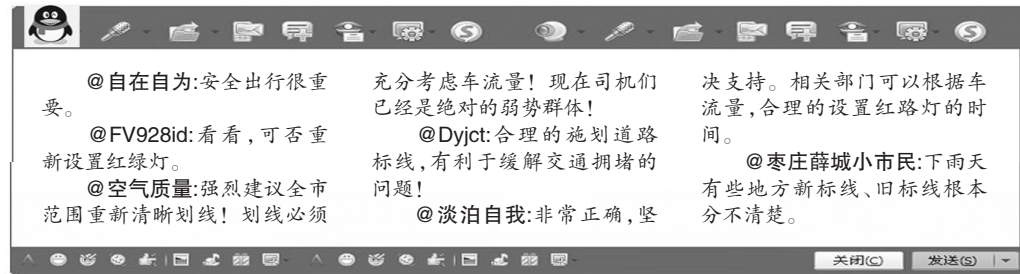 @自在自为:安全出行很重
要。
@FV928id:看看,可否重
新设置红绿灯。
@空气质量:强烈建议全市
范围重新清晰划线！划线必须
充分考虑车流量！现在司机们
已经是绝对的弱势群体！
@Dyjct:合理的施划道路
标线,有利于缓解交通拥堵的
问题！
@淡泊自我:非常正确,坚
决支持。相关部门可以根据车
流量,合理的设置红路灯的时
间。
@枣庄薛城小市民:下雨天
有些地方新标线、旧标线根本
分不清楚。
关闭(C)
发送(S)